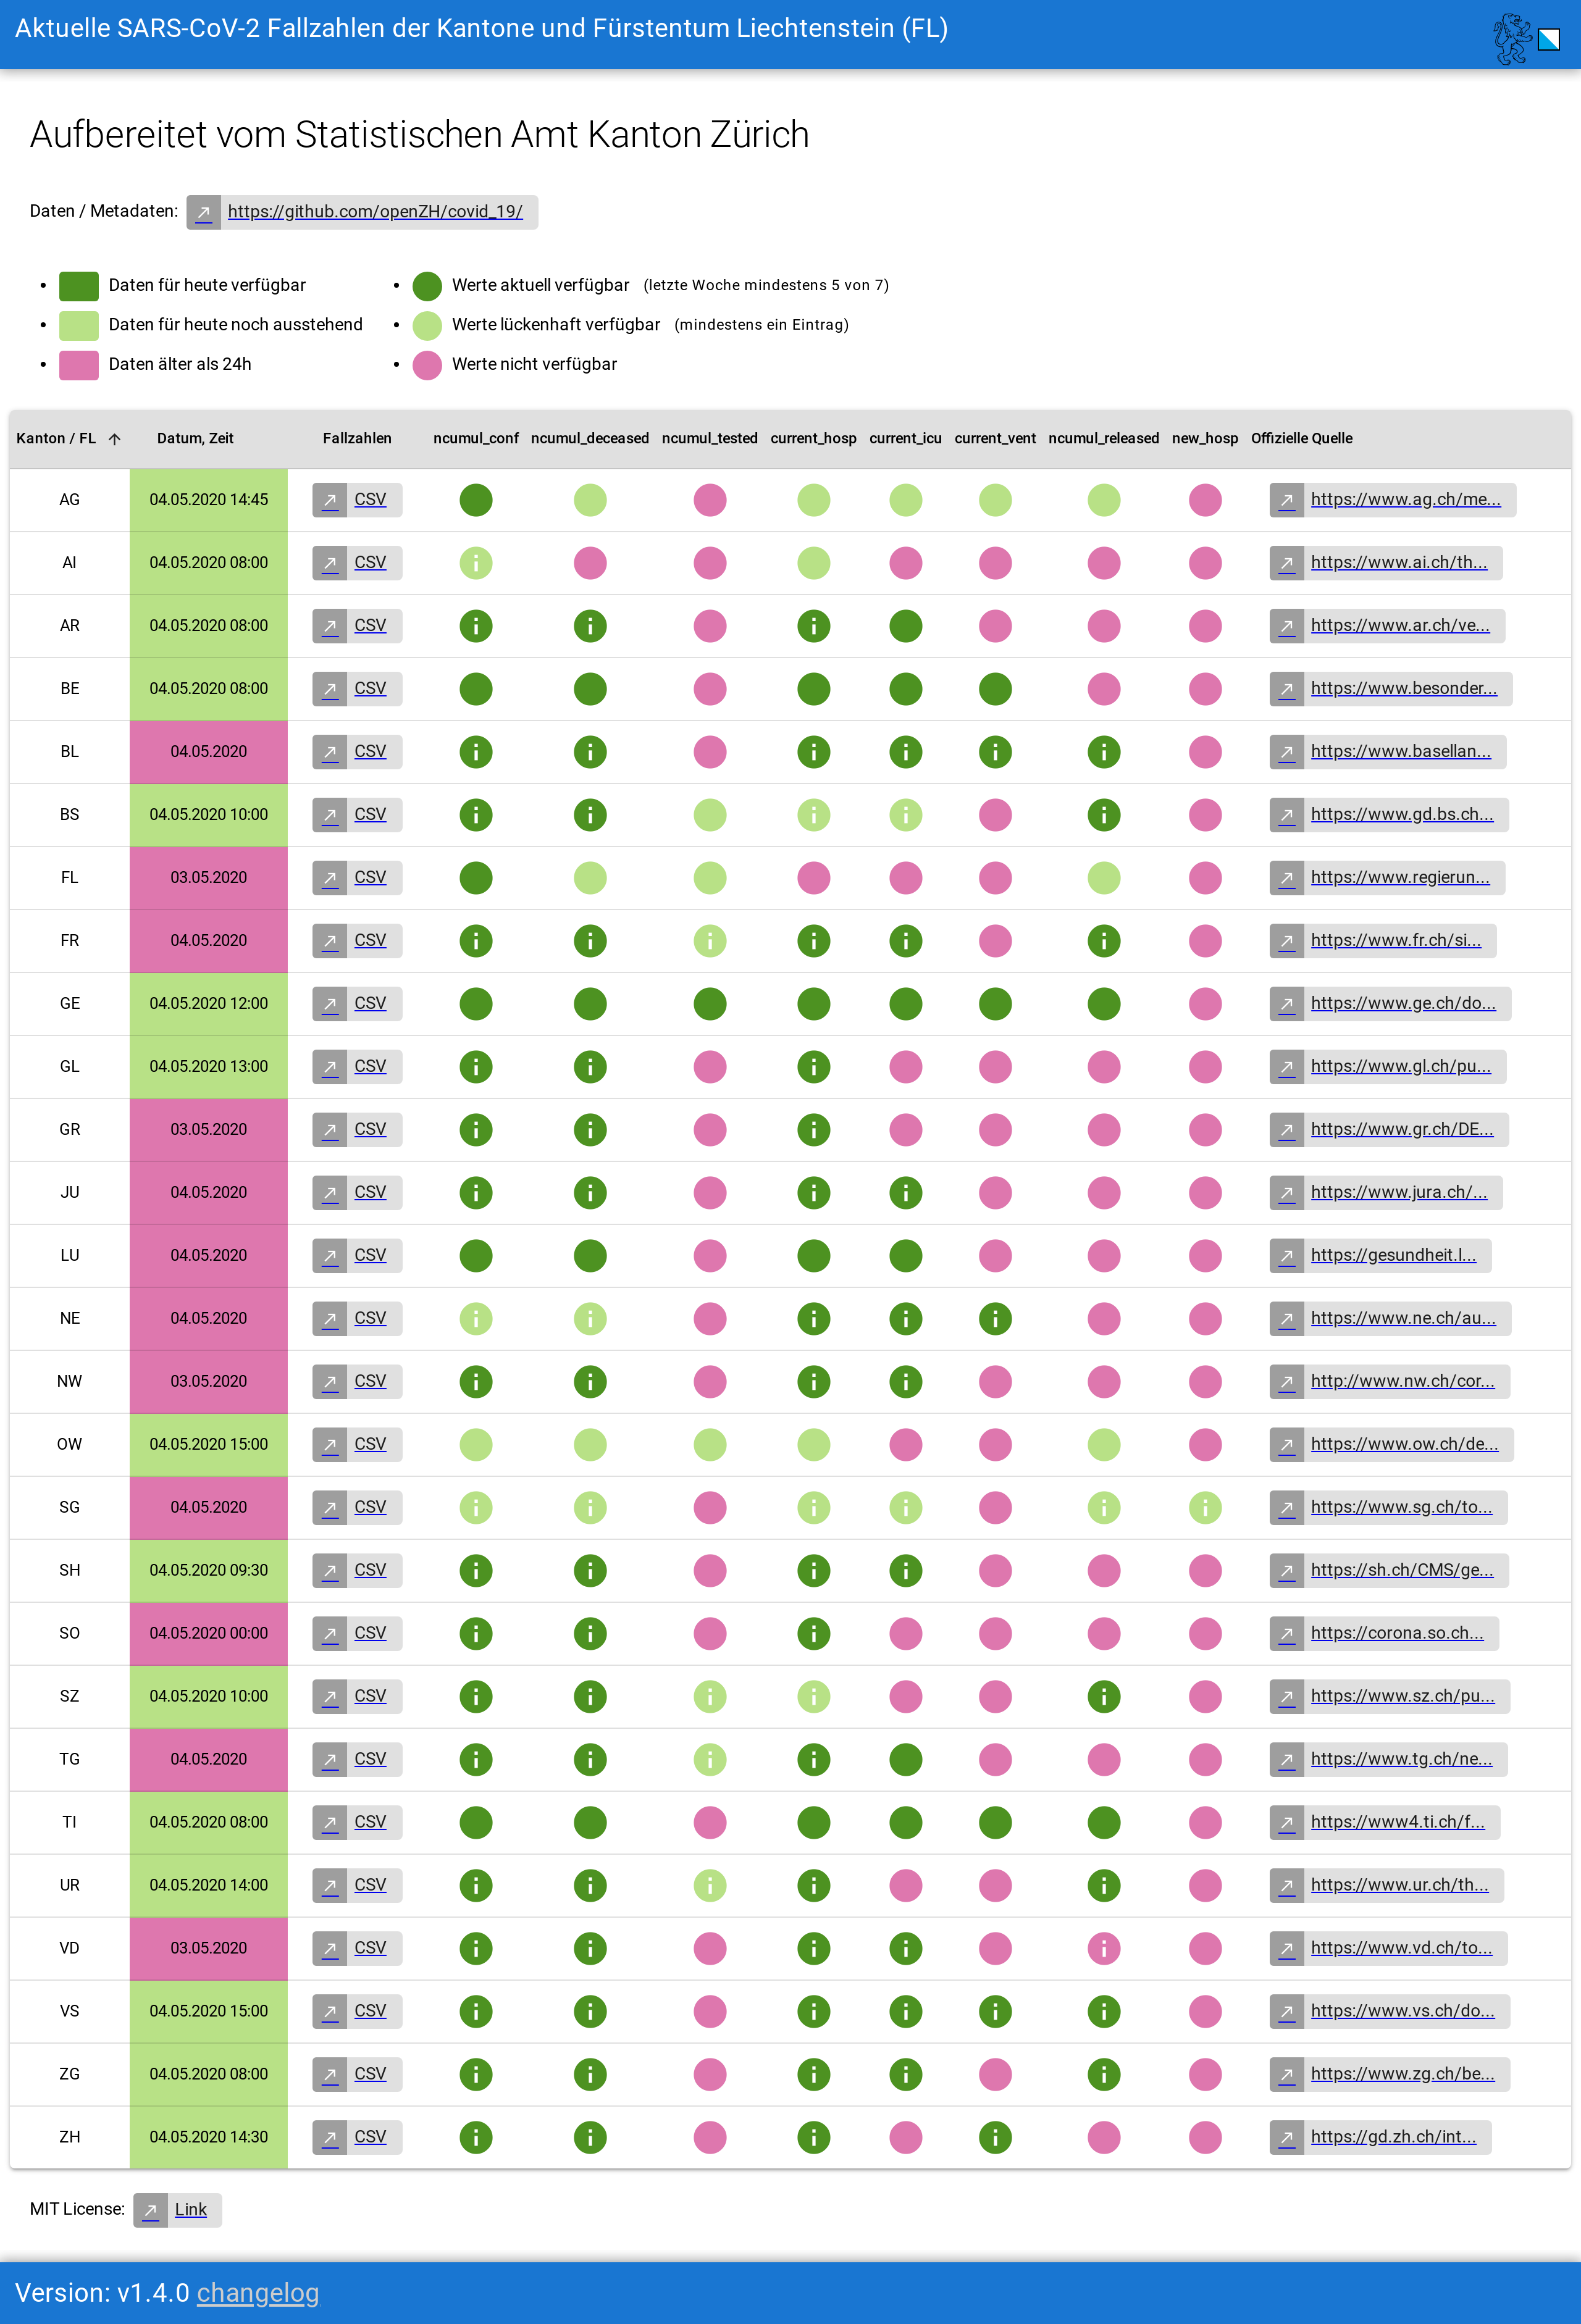 Aktuelle SARS-CoV-2 Fallzahlen der Kantone und Fürstentum Liechtenstein (FL)
Aufbereitet vom Statistischen Amt Kanton Zürich
Daten / Metadaten: https://github.com/openZH/covid_19/
Daten für heute verfügbar
Daten für heute noch ausstehend
Daten älter als 24h
Werte aktuell verfügbar (letzte Woche mindestens 5 von 7)
Werte lückenhaft verfügbar (mindestens ein Eintrag)
Werte nicht verfügbar
Kanton / FL Datum, Zeit Fallzahlen ncumul_conf ncumul_deceased ncumul_tested current_hosp current_icu current_vent ncumul_released new_hosp Offizielle Quelle
AG 04.05.2020 14:45 CSV https://www.ag.ch/me...
AI 04.05.2020 08:00 CSV https://www.ai.ch/th...
AR 04.05.2020 08:00 CSV https://www.ar.ch/ve...
BE 04.05.2020 08:00 CSV https://www.besonder...
BL 04.05.2020 CSV https://www.basellan...
BS 04.05.2020 10:00 CSV https://www.gd.bs.ch...
FL 03.05.2020 CSV https://www.regierun...
FR 04.05.2020 CSV https://www.fr.ch/si...
GE 04.05.2020 12:00 CSV https://www.ge.ch/do...
GL 04.05.2020 13:00 CSV https://www.gl.ch/pu...
GR 03.05.2020 CSV https://www.gr.ch/DE...
JU 04.05.2020 CSV https://www.jura.ch/...
LU 04.05.2020 CSV https://gesundheit.l...
NE 04.05.2020 CSV https://www.ne.ch/au...
NW 03.05.2020 CSV http://www.nw.ch/cor...
OW 04.05.2020 15:00 CSV https://www.ow.ch/de...
SG 04.05.2020 CSV https://www.sg.ch/to...
SH 04.05.2020 09:30 CSV https://sh.ch/CMS/ge...
SO 04.05.2020 00:00 CSV https://corona.so.ch...
SZ 04.05.2020 10:00 CSV https://www.sz.ch/pu...
TG 04.05.2020 CSV https://www.tg.ch/ne...
TI 04.05.2020 08:00 CSV https://www4.ti.ch/f...
UR 04.05.2020 14:00 CSV https://www.ur.ch/th...
VD 03.05.2020 CSV https://www.vd.ch/to...
VS 04.05.2020 15:00 CSV https://www.vs.ch/do...
ZG 04.05.2020 08:00 CSV https://www.zg.ch/be...
ZH 04.05.2020 14:30 CSV https://gd.zh.ch/int...
MIT License: Link
Version: v1.4.0 changelog